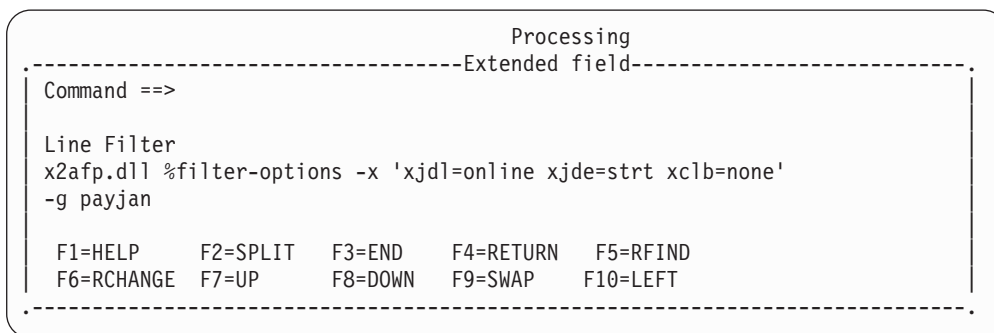 Processing
.------------------------------------Extended field----------------------------.
| Command ==> |
Line Filter
x2afp.dll %filter-options -x 'xjdl=online xjde=strt xclb=none'
-g payjan
F1=HELP F2=SPLIT F3=END F4=RETURN F5=RFIND
F6=RCHANGE F7=UP F8=DOWN F9=SWAP F10=LEFT
.------------------------------------------------------------------------------.